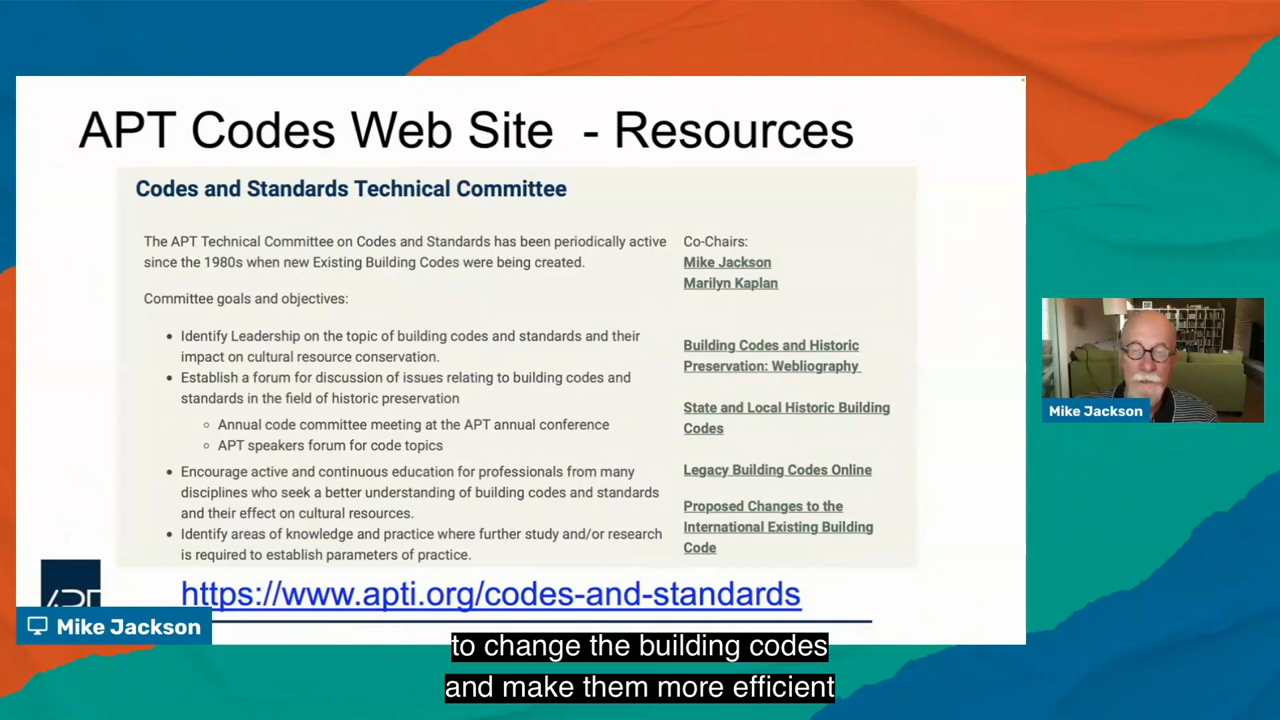 APT Codes Web Site - Resources
Codes and Standards Technical Committee
The APT Technical Committee on Codes and Standards has been periodically active
since the 1980s when new Existing Building Codes were being created.
Committee goals and objectives:
Identify Leadership on the topic of building codes and standards and their
impact on cultural resource conservation.
Establish a forum for discussion of issues relating to building codes and
standards in the field of historic preservation
Annual code committee meeting at the APT annual conference
APT speakers forum for code topics
Encourage active and continuous education for professionals from many
disciplines who seek a better understanding of building codes and standards
and their effect on cultural resources.
Identify areas of knowledge and practice where further study and/or research
is required to establish parameters of practice.
Co-Chairs:
Mike Jackson
Marilyn Kaplan
Building Codes and Historic
Preservation: Webliography
State and Local Historic Building
Codes
Legacy Building Codes Online
Proposed Changes to the
International Existing Building
Code
APT
https://www.apti.org/codes-and-standards
Mike Jackson
Mike Jackson
to change the building codes
and make them more efficient